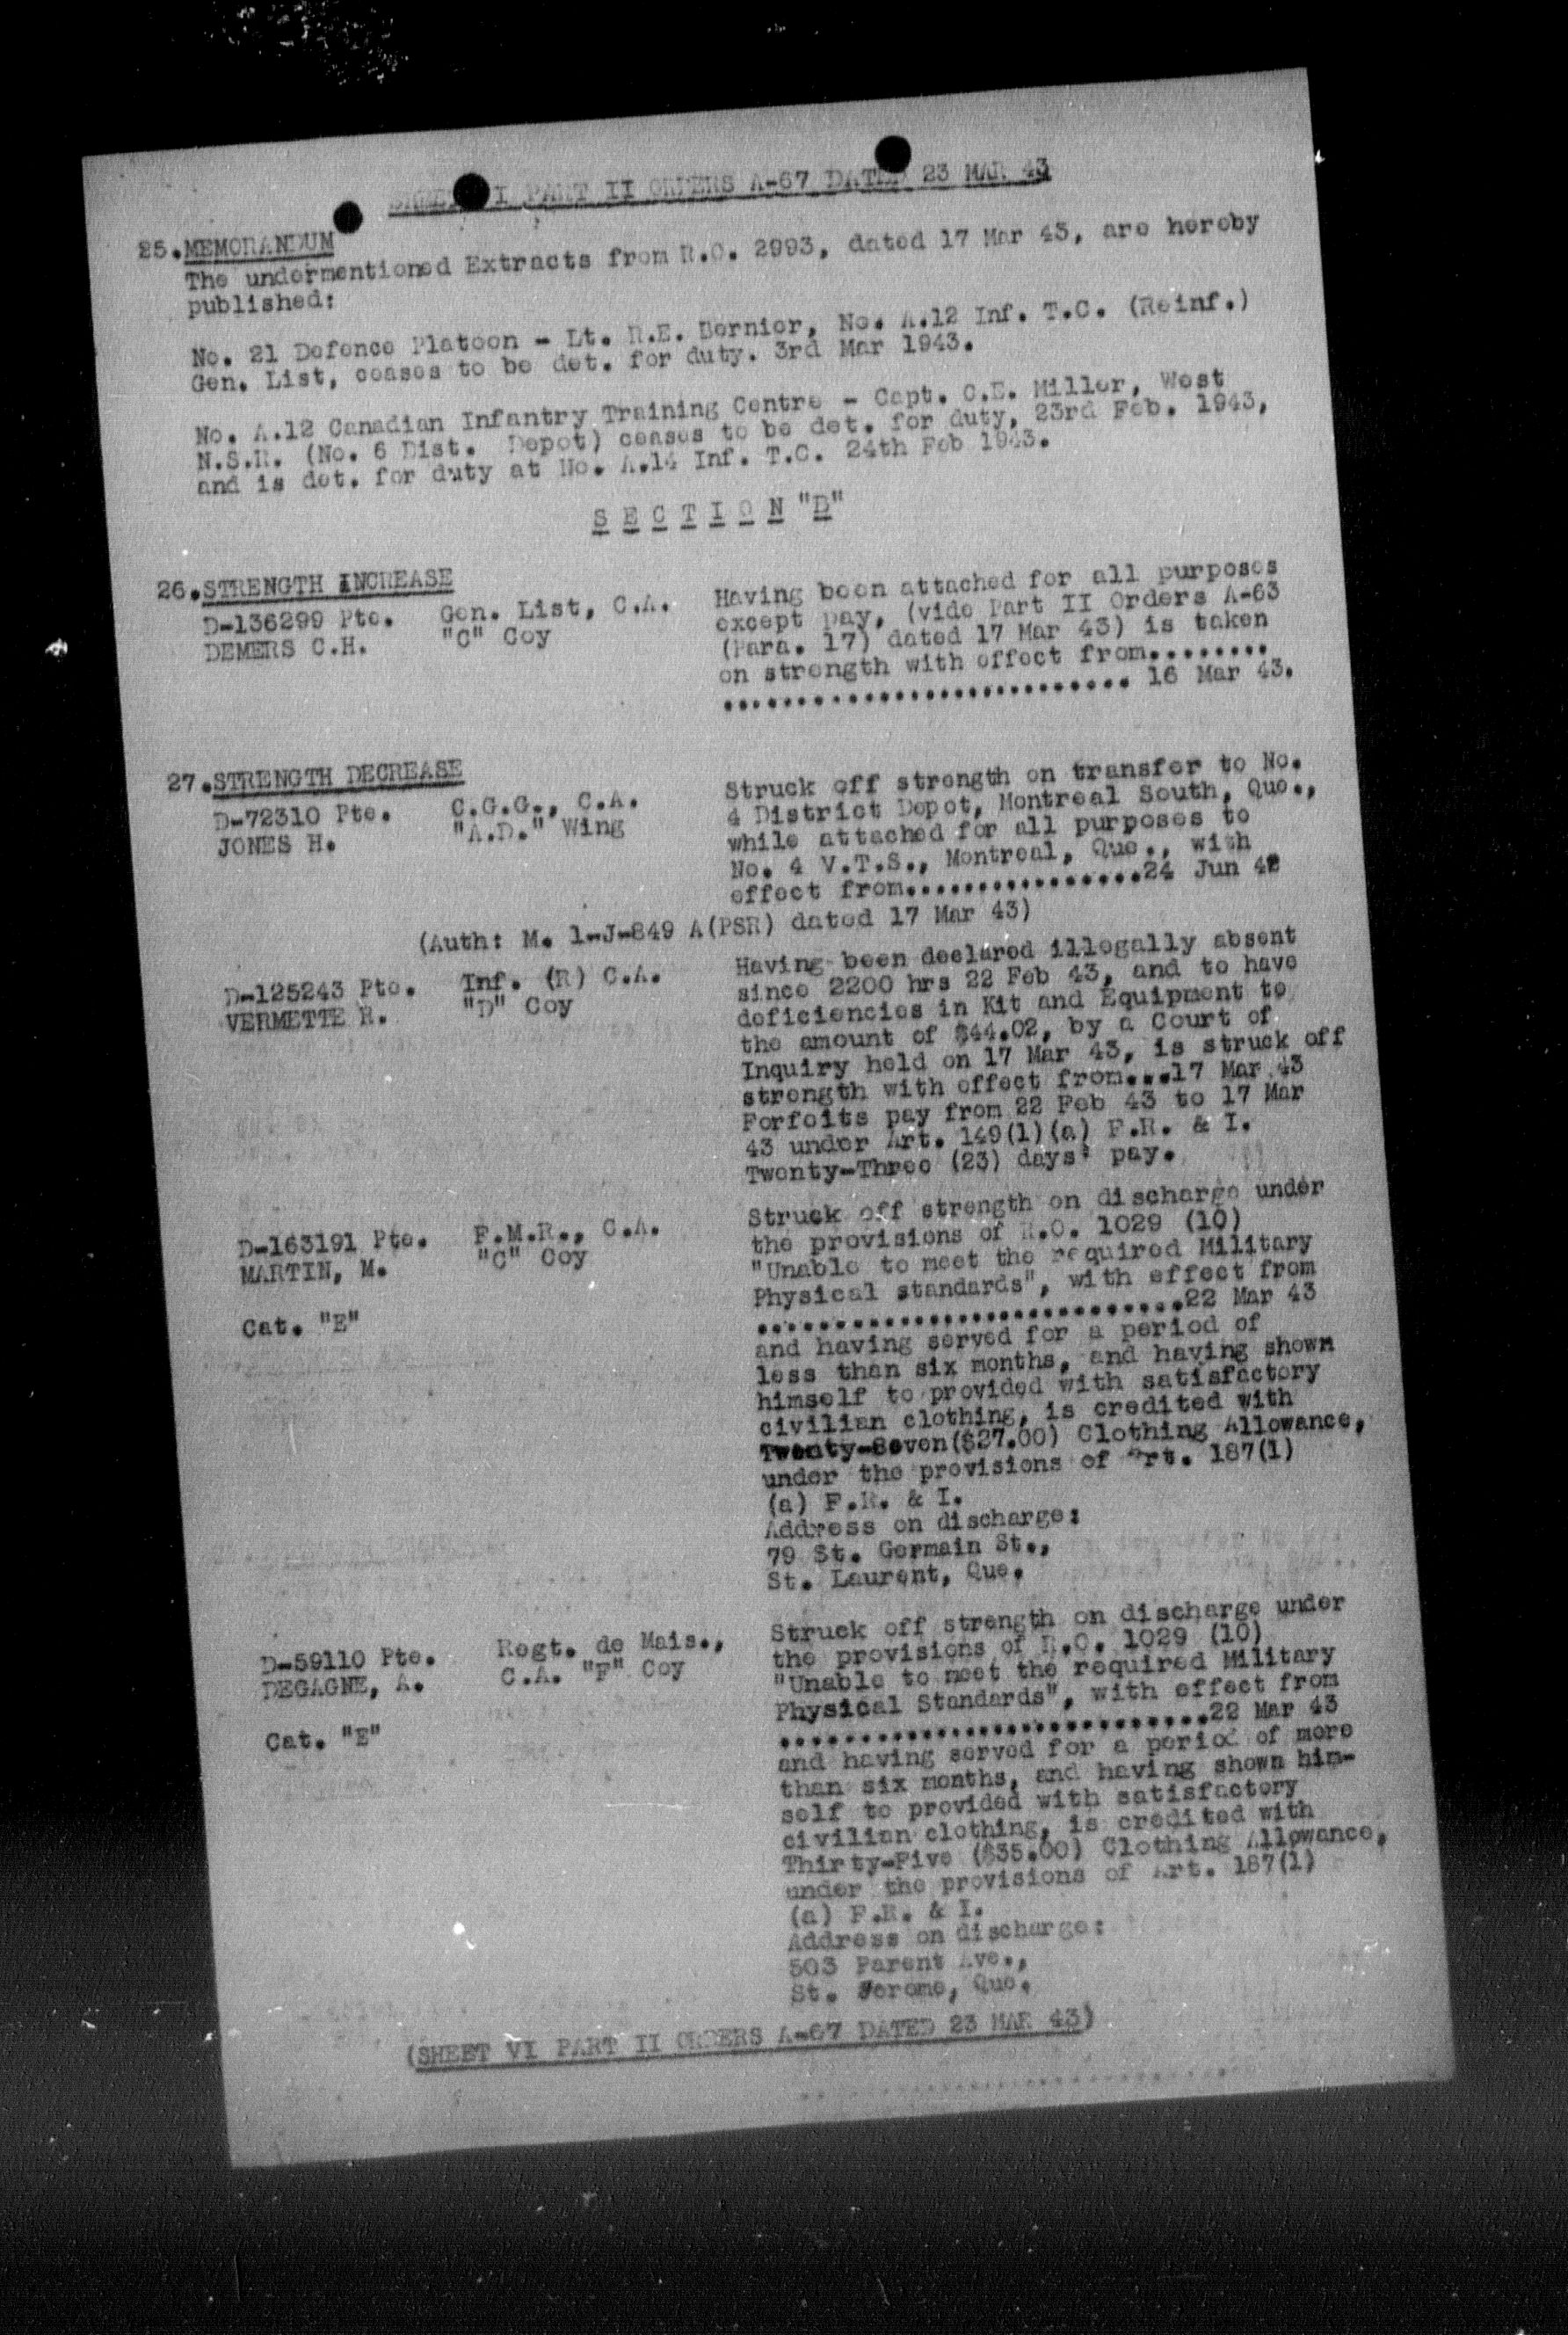 I PART II ORDERS A-67 DATED 23 MAR 43
25.MEMORANDUM
The undermentioned Extracts from R.O. 2993, dated 17 Mar 43, are hereby
published:
No. 21 Defence Platoon - Lt. R.E. Bernier, No. A.12 Inf. T.C. (Reinf.)
Gen. List, ceases to be det. for duty. 3rd Mar 1943.
No. A.12 Canadian Infantry Training Centre - Capt. C.E. Miller, West
N.S.R. (No. 6 Dist. Depot) ceases to be det. for duty, 23rd Feb. 1943,
and is det. for duty at No. A.14 Inf. T.C. 24th Feb 1943.
S E C T I O N "B"
26.STRENGTH INCREASE
D-136299 Pte. Gen. List, C.A.
DEMERS C.H. "C" Coy
Having been attached for all purposes
except pay, (vide Part II Orders A-63
(Para. 17) dated 17 Mar 43) is taken
on strength with effect from........
........................... 16 Mar 43.
27.STRENGTH DECREASE
D-72310 Pte. C.G.G., C.A.
JONES H. "A.D." Wing
Struck off strength on transfer to No.
4 District Depot, Montreal South, Que.,
while attached for all purposes to
No. 4 V.T.S., Montreal, Que., with
effect from................24 Jun 42
(Auth: M. 1-J-849 A(PSR) dated 17 Mar 43)
D-125243 Pte. Inf. (R) C.A.
VERMETTE R. "D" Coy
Having been declared illegally absent
since 2200 hrs 22 Feb 43, and to have
deficiencies in Kit and Equipment to
the amount of $44.02, by a Court of
Inquiry held on 17 Mar 43, is struck off
strength with effect from...17 Mar 43
Forfeits pay from 22 Feb 43 to 17 Mar
43 under Art. 149(1)(a) F.R. & I.
Twenty-Three (23) days' pay.
D-163191 Pte. F.M.R., C.A.
MARTIN, M. "C" Coy
Cat. "E"
Struck off strength on discharge under
the provisions of R.O. 1029 (10)
"Unable to meet the required Military
Physical standards", with effect from
............................22 Mar 43
and having served for a period of
less than six months, and having shown
himself to provided with satisfactory
civilian clothing, is credited with
Twenty-Seven($27.00) Clothing Allowance,
under the provisions of Art. 187(1)
(a) F.R. & I.
Address on discharge:
79 St. Germain St.,
St. Laurent, Que.
D-59110 Pte. Regt. de Mais.,
DEGAGNE, A. C.A. "F" Coy
Cat. "E"
Struck off strength on discharge under
the provisions of R.O. 1029 (10)
"Unable to meet the required Military
Physical Standards", with effect from
............................22 Mar 43
and having served for a period of more
than six months, and having shown him-
self to provided with satisfactory
civilian clothing, is credited with
Thirty-Five ($35.00) Clothing Allowance,
under the provisions of Art. 187(1)
(a) F.R. & I.
Address on discharge:
503 Parent Ave.,
St. Jerome, Que.
(SHEET VI PART II ORDERS A-67 DATED 23 MAR 43)